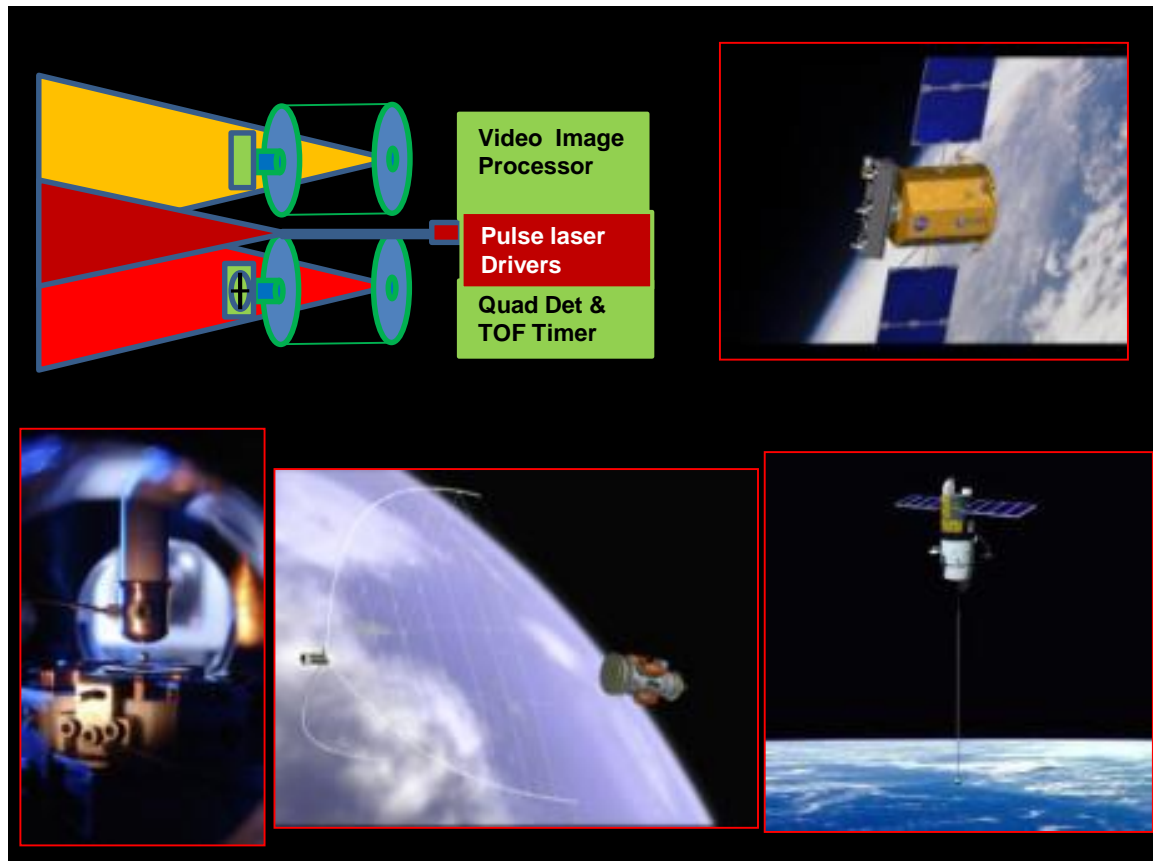 Video Image
Processor
Pulse laser
Drivers
Quad Det &
TOF Timer